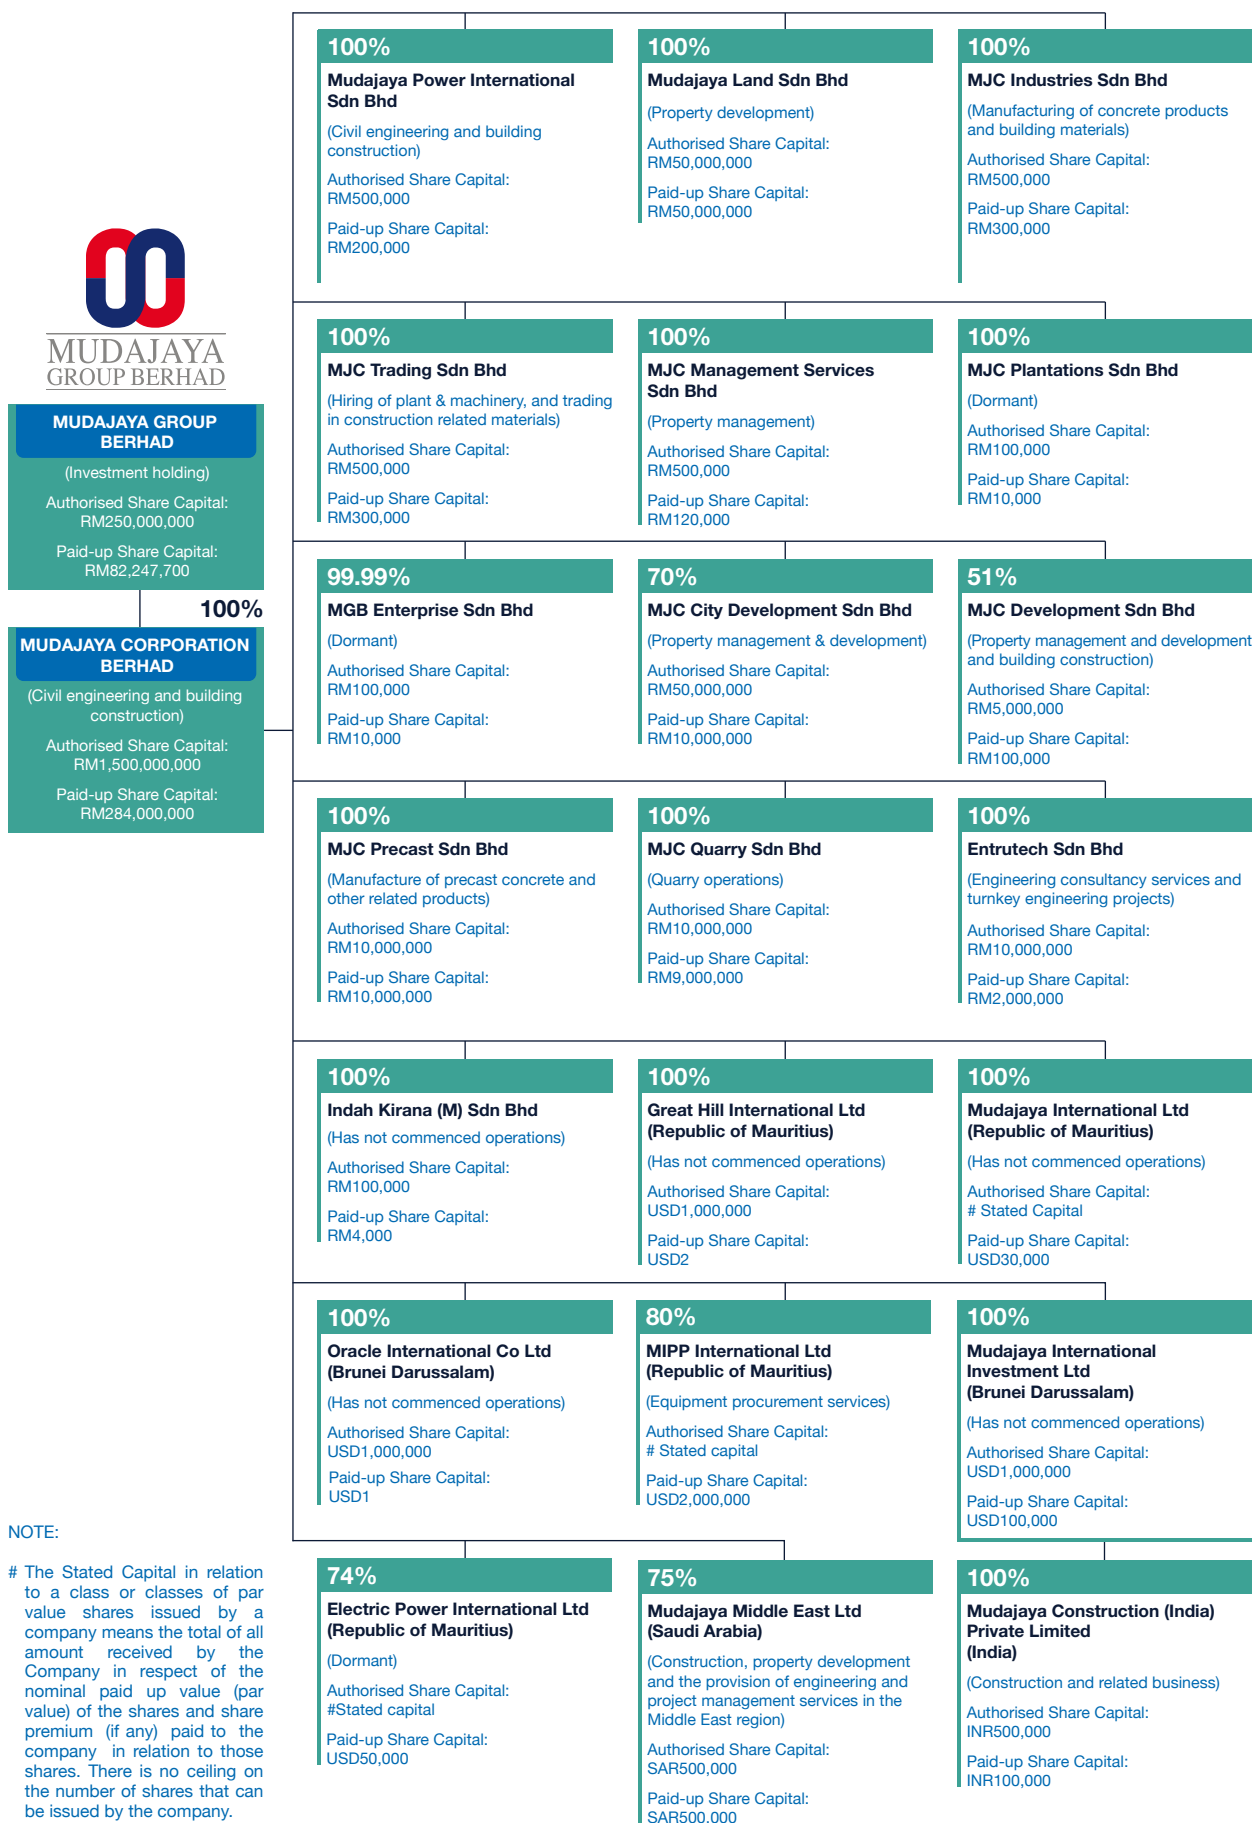 MUDAJAYA
GROUP BERHAD
MUDAJAYA GROUP
BERHAD
(Investment holding)
Authorised Share Capital:
RM250,000,000
Paid-up Share Capital:
RM82,247,700
100%
MUDAJAYA CORPORATION
BERHAD
(Civil engineering and building
construction)
Authorised Share Capital:
RM1,500,000,000
Paid-up Share Capital:
RM284,000,000
100%
Mudajaya Power International
Sdn Bhd
(Civil engineering and building
construction)
Authorised Share Capital:
RM500,000
Paid-up Share Capital:
RM200,000
100%
Mudajaya Land Sdn Bhd
(Property development)
Authorised Share Capital:
RM50,000,000
Paid-up Share Capital:
RM50,000,000
100%
MJC Industries Sdn Bhd
(Manufacturing of concrete products
and building materials)
Authorised Share Capital:
RM500,000
Paid-up Share Capital:
RM300,000
100%
MJC Trading Sdn Bhd
(Hiring of plant & machinery, and trading
in construction related materials)
Authorised Share Capital:
RM500,000
Paid-up Share Capital:
RM300,000
100%
MJC Management Services
Sdn Bhd
(Property management)
Authorised Share Capital:
RM500,000
Paid-up Share Capital:
RM120,000
100%
MJC Plantations Sdn Bhd
(Dormant)
Authorised Share Capital:
RM100,000
Paid-up Share Capital:
RM10,000
99.99%
MGB Enterprise Sdn Bhd
(Dormant)
Authorised Share Capital:
RM100,000
Paid-up Share Capital:
RM10,000
70%
MJC City Development Sdn Bhd
(Property management & development)
Authorised Share Capital:
RM50,000,000
Paid-up Share Capital:
RM10,000,000
51%
MJC Development Sdn Bhd
(Property management and development
and building construction)
Authorised Share Capital:
RM5,000,000
Paid-up Share Capital:
RM100,000
100%
MJC Precast Sdn Bhd
(Manufacture of precast concrete and
other related products)
Authorised Share Capital:
RM10,000,000
Paid-up Share Capital:
RM10,000,000
100%
MJC Quarry Sdn Bhd
(Quarry operations)
Authorised Share Capital:
RM10,000,000
Paid-up Share Capital:
RM9,000,000
100%
Entrutech Sdn Bhd
(Engineering consultancy services and
turnkey engineering projects)
Authorised Share Capital:
RM10,000,000
Paid-up Share Capital:
RM2,000,000
100%
Indah Kirana (M) Sdn Bhd
(Has not commenced operations)
Authorised Share Capital:
RM100,000
Paid-up Share Capital:
RM4,000
100%
Great Hill International Ltd
(Republic of Mauritius)
(Has not commenced operations)
Authorised Share Capital:
USD1,000,000
Paid-up Share Capital:
USD2
100%
Mudajaya International Ltd
(Republic of Mauritius)
(Has not commenced operations)
Authorised Share Capital:
# Stated Capital
Paid-up Share Capital:
USD30,000
100%
Oracle International Co Ltd
(Brunei Darussalam)
(Has not commenced operations)
Authorised Share Capital:
USD1,000,000
Paid-up Share Capital:
USD1
80%
MIPP International Ltd
(Republic of Mauritius)
(Equipment procurement services)
Authorised Share Capital:
# Stated capital
Paid-up Share Capital:
USD2,000,000
100%
Mudajaya International
Investment Ltd
(Brunei Darussalam)
(Has not commenced operations)
Authorised Share Capital:
USD1,000,000
Paid-up Share Capital:
USD100,000
74%
Electric Power International Ltd
(Republic of Mauritius)
(Dormant)
Authorised Share Capital:
#Stated capital
Paid-up Share Capital:
USD50,000
75%
Mudajaya Middle East Ltd
(Saudi Arabia)
(Construction, property development
and the provision of engineering and
project management services in the
Middle East region)
Authorised Share Capital:
SAR500,000
Paid-up Share Capital:
SAR500,000
100%
Mudajaya Construction (India)
Private Limited
(India)
(Construction and related business)
Authorised Share Capital:
INR500,000
Paid-up Share Capital:
INR100,000
NOTE:
# The Stated Capital in relation
to a class or classes of par
value shares issued by a
company means the total of all
amount received by the
Company in respect of the
nominal paid up value (par
value) of the shares and share
premium (if any) paid to the
company in relation to those
shares. There is no ceiling on
the number of shares that can
be issued by the company.